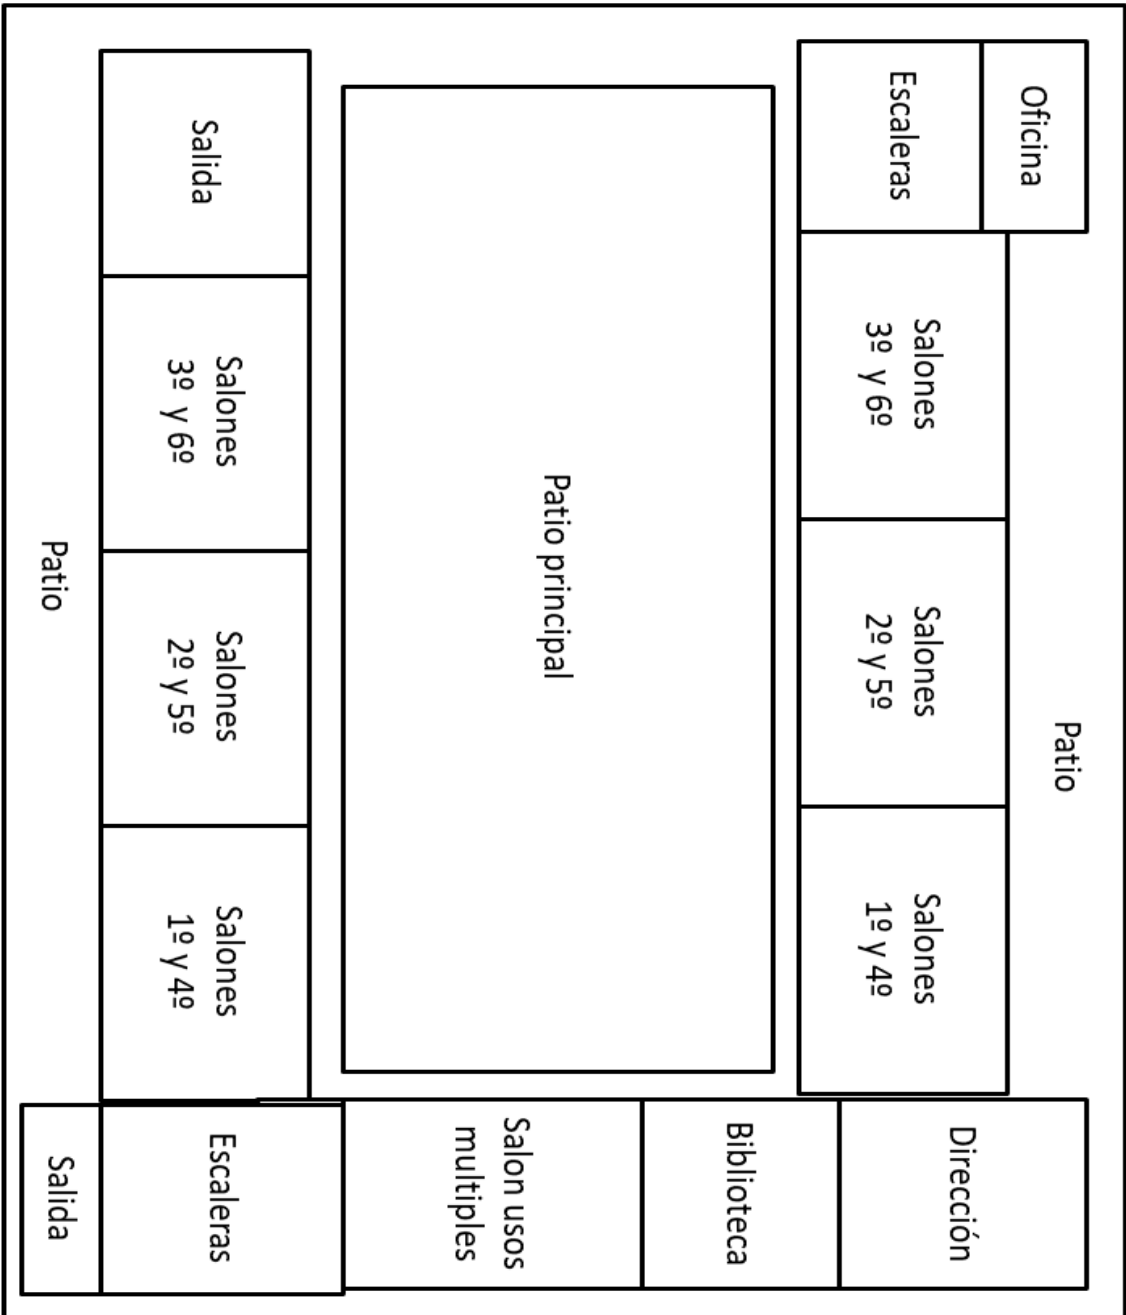 Oficina
Patio
Dirección
Escaleras
Salones
3º y 6º
Salones
2º y 5º
Salones
1º y 4º
Biblioteca
Patio principal
Salon usos
multiples
Salida
Salones
3º y 6º
Salones
2º y 5º
Salones
1º y 4º
Escaleras
Patio
Salida